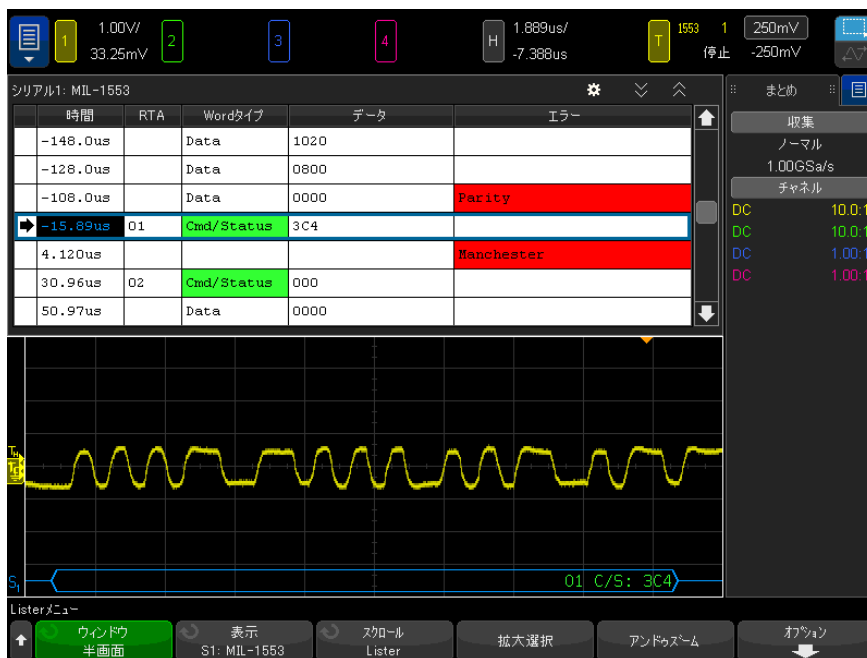 1 1.00V/ 2 3 4 H 1.889us/ T 1553 1 250mV
33.25mV -7.388us 停止 -250mV
シリアル1: MIL-1553
まとめ
時間 RTA Wordタイプ データ エラー
-148.0us Data 1020
-128.0us Data 0800
-108.0us Data 0000 Parity
-15.89us 01 Cmd/Status 3C4
4.120us Manchester
30.96us 02 Cmd/Status 000
50.97us Data 0000
収集
ノーマル
1.00GSa/s
チャネル
DC 10.0:1
DC 10.0:1
DC 1.00:1
DC 1.00:1
S1 01 C/S: 3C4
Listerメニュー
ウィンドウ
半画面
表示
S1: MIL-1553
スクロール
Lister
拡大選択
アンドゥズーム
オプション